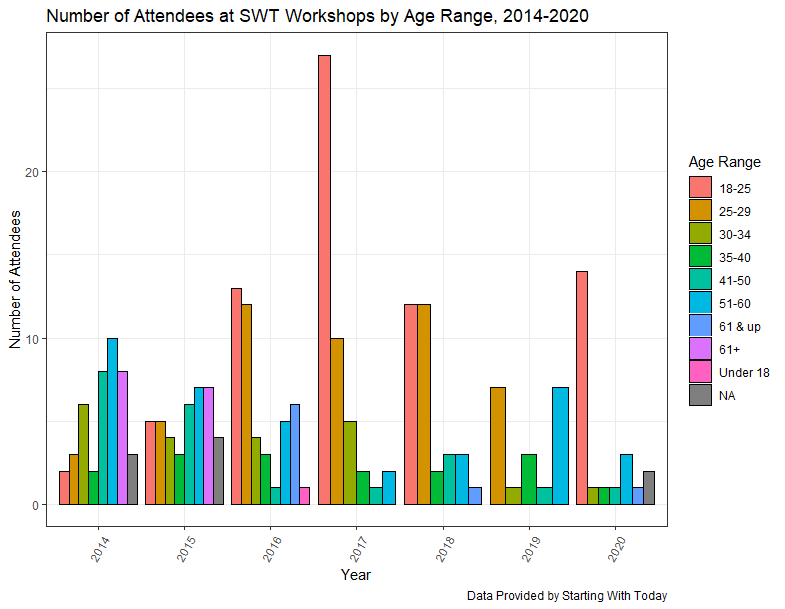 Number of Attendees at SWT Workshops by Age Range, 2014-2020
Number of Attendees
20
10
0
2014
2015
2016
2017
2018
2019
2020
Year
Age Range
18-25
25-29
30-34
35-40
41-50
51-60
61 & up
61+
Under 18
NA
Data Provided by Starting With Today